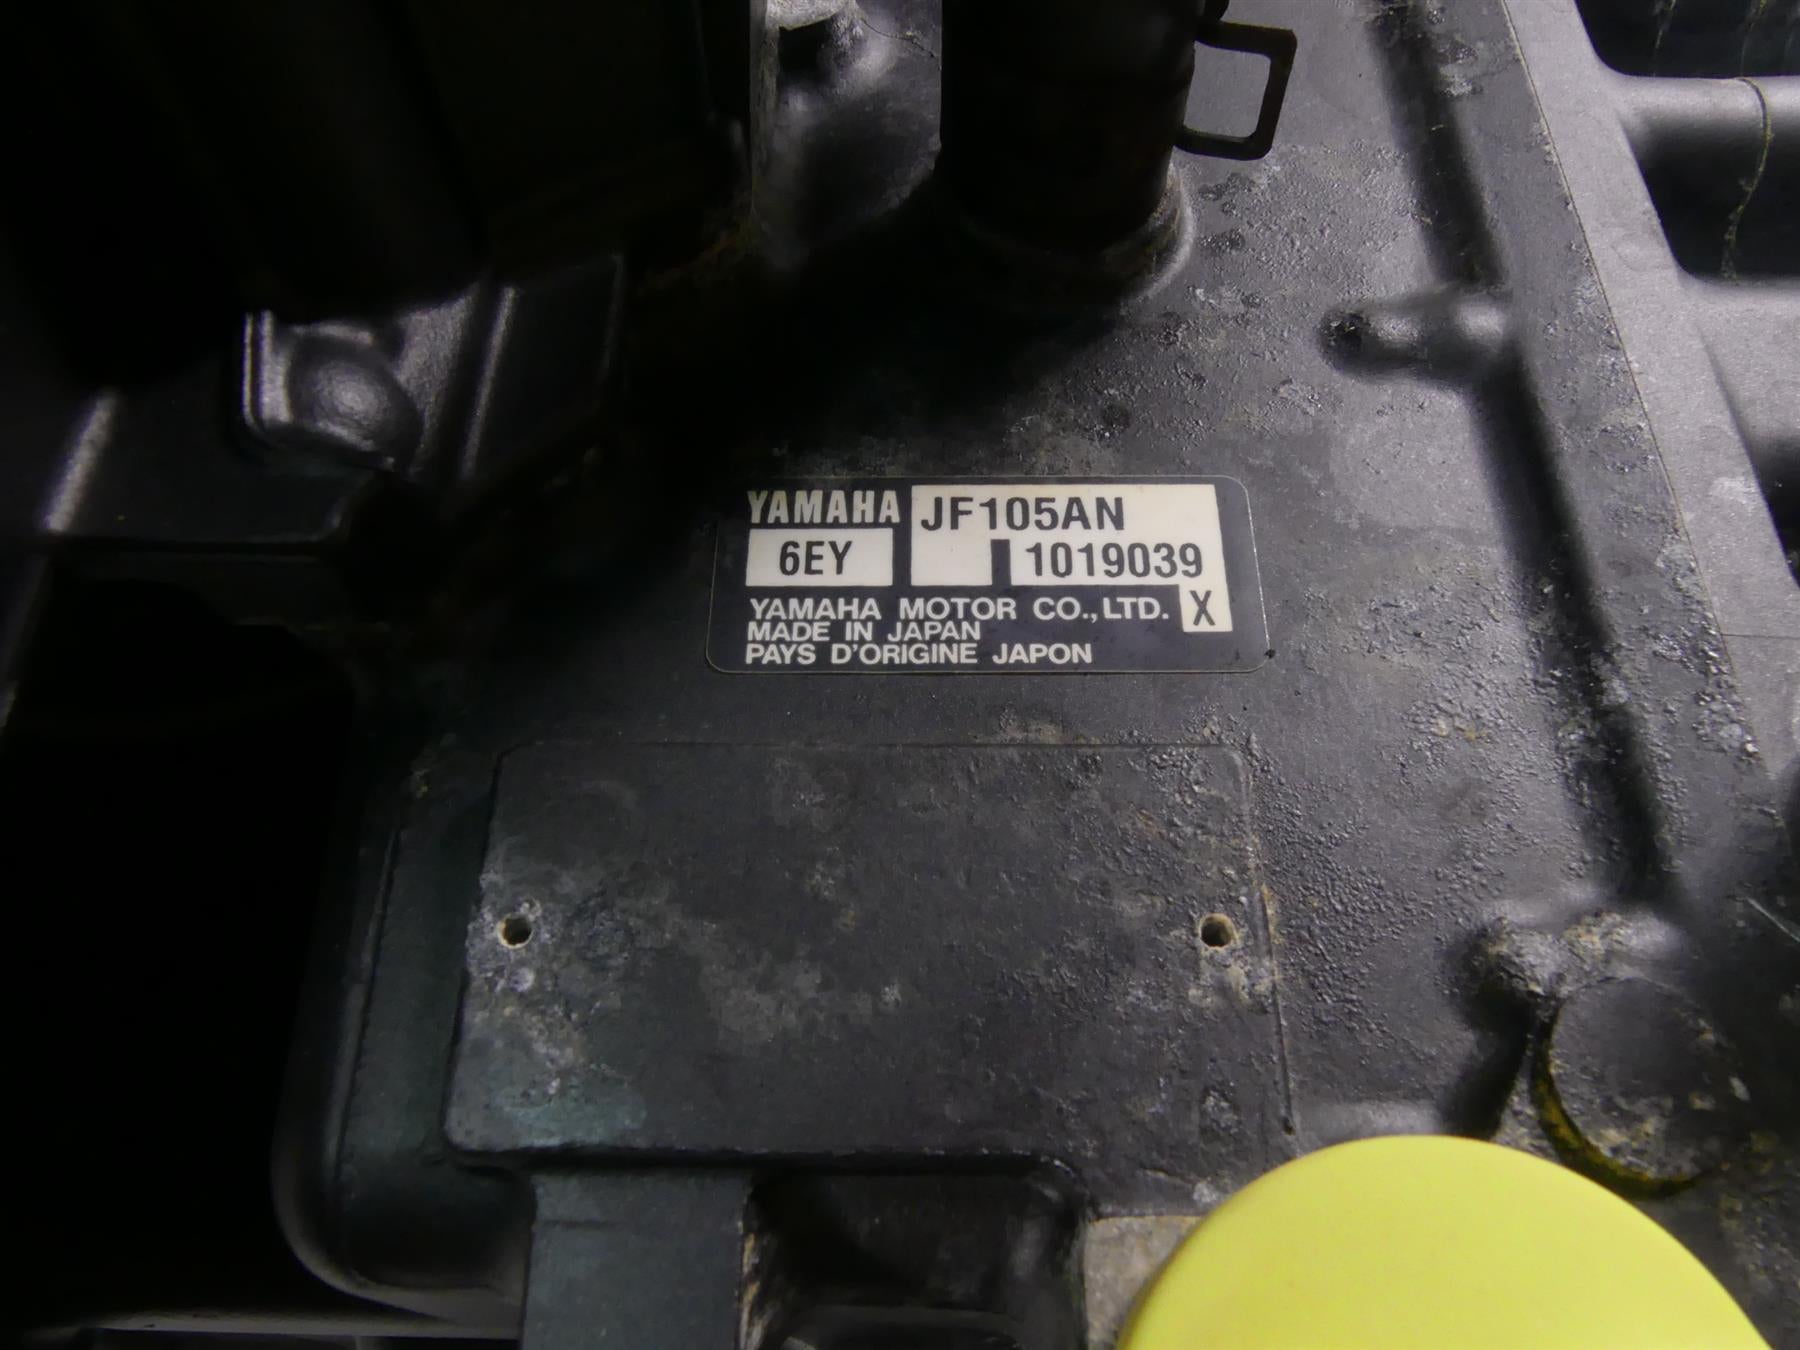 YAMAHA JF105AN
6EY 1019039
YAMAHA MOTOR CO.,LTD. X
MADE IN JAPAN
PAYS D'ORIGINE JAPON